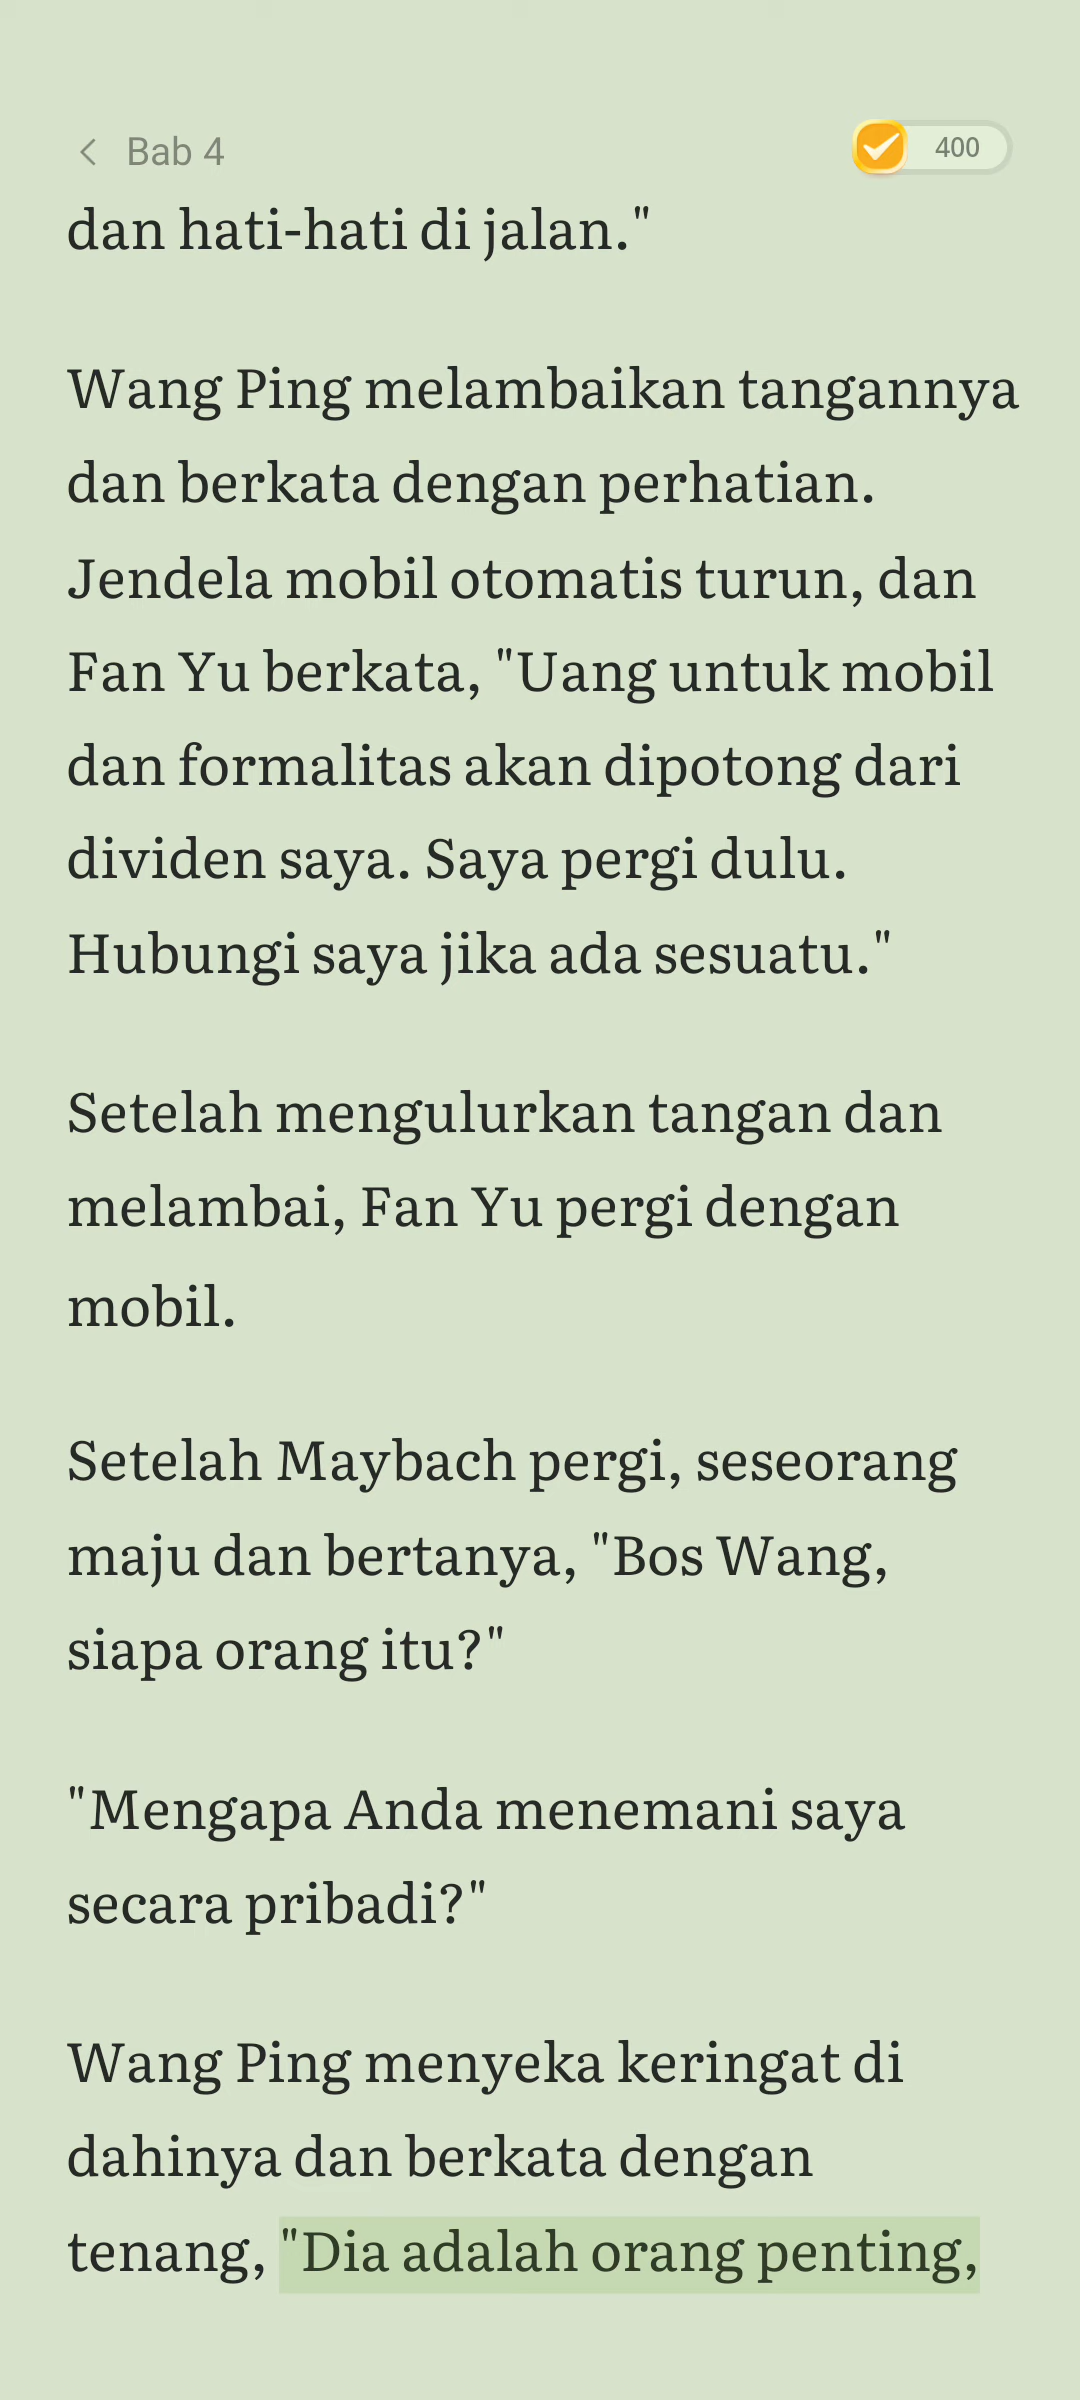 Bab 4
400
dan hati-hati di jalan."
Wang Ping melambaikan tangannya
dan berkata dengan perhatian.
Jendela mobil otomatis turun, dan
Fan Yu berkata, "Uang untuk mobil
dan formalitas akan dipotong dari
dividen saya. Saya pergi dulu.
Hubungi saya jika ada sesuatu."
Setelah mengulurkan tangan dan
melambai, Fan Yu pergi dengan
mobil.
Setelah Maybach pergi, seseorang
maju dan bertanya, "Bos Wang,
siapa orang itu?"
"Mengapa Anda menemani saya
secara pribadi?"
Wang Ping menyeka keringat di
dahinya dan berkata dengan
tenang, "Dia adalah orang penting,